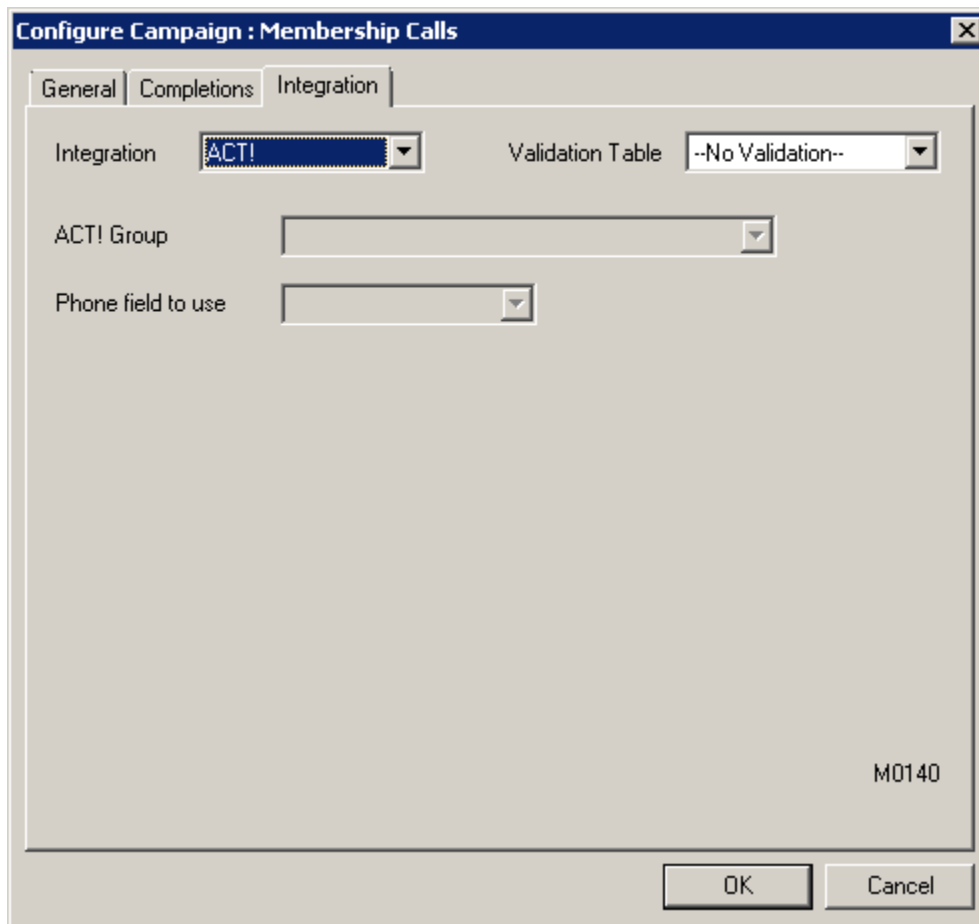 Configure Campaign : Membership Calls
General Completions Integration
Integration ACT! Validation Table --No Validation--
ACT! Group
Phone field to use
M0140
OK Cancel